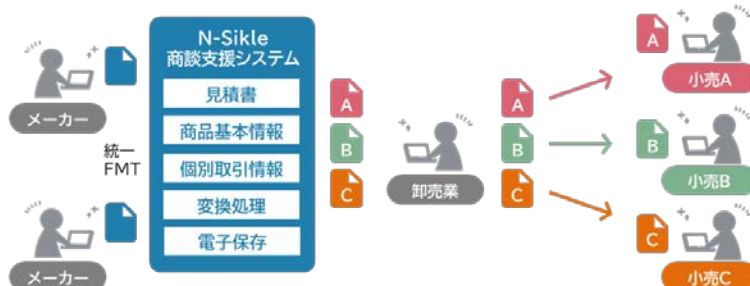 N-Sikle
商談支援システム
見積書
商品基本情報
個別取引情報
変換処理
電子保存
メーカー
統一
FMT
メーカー
A
B
C
卸売業
A
B
C
A
小売A
B
小売B
C
小売C